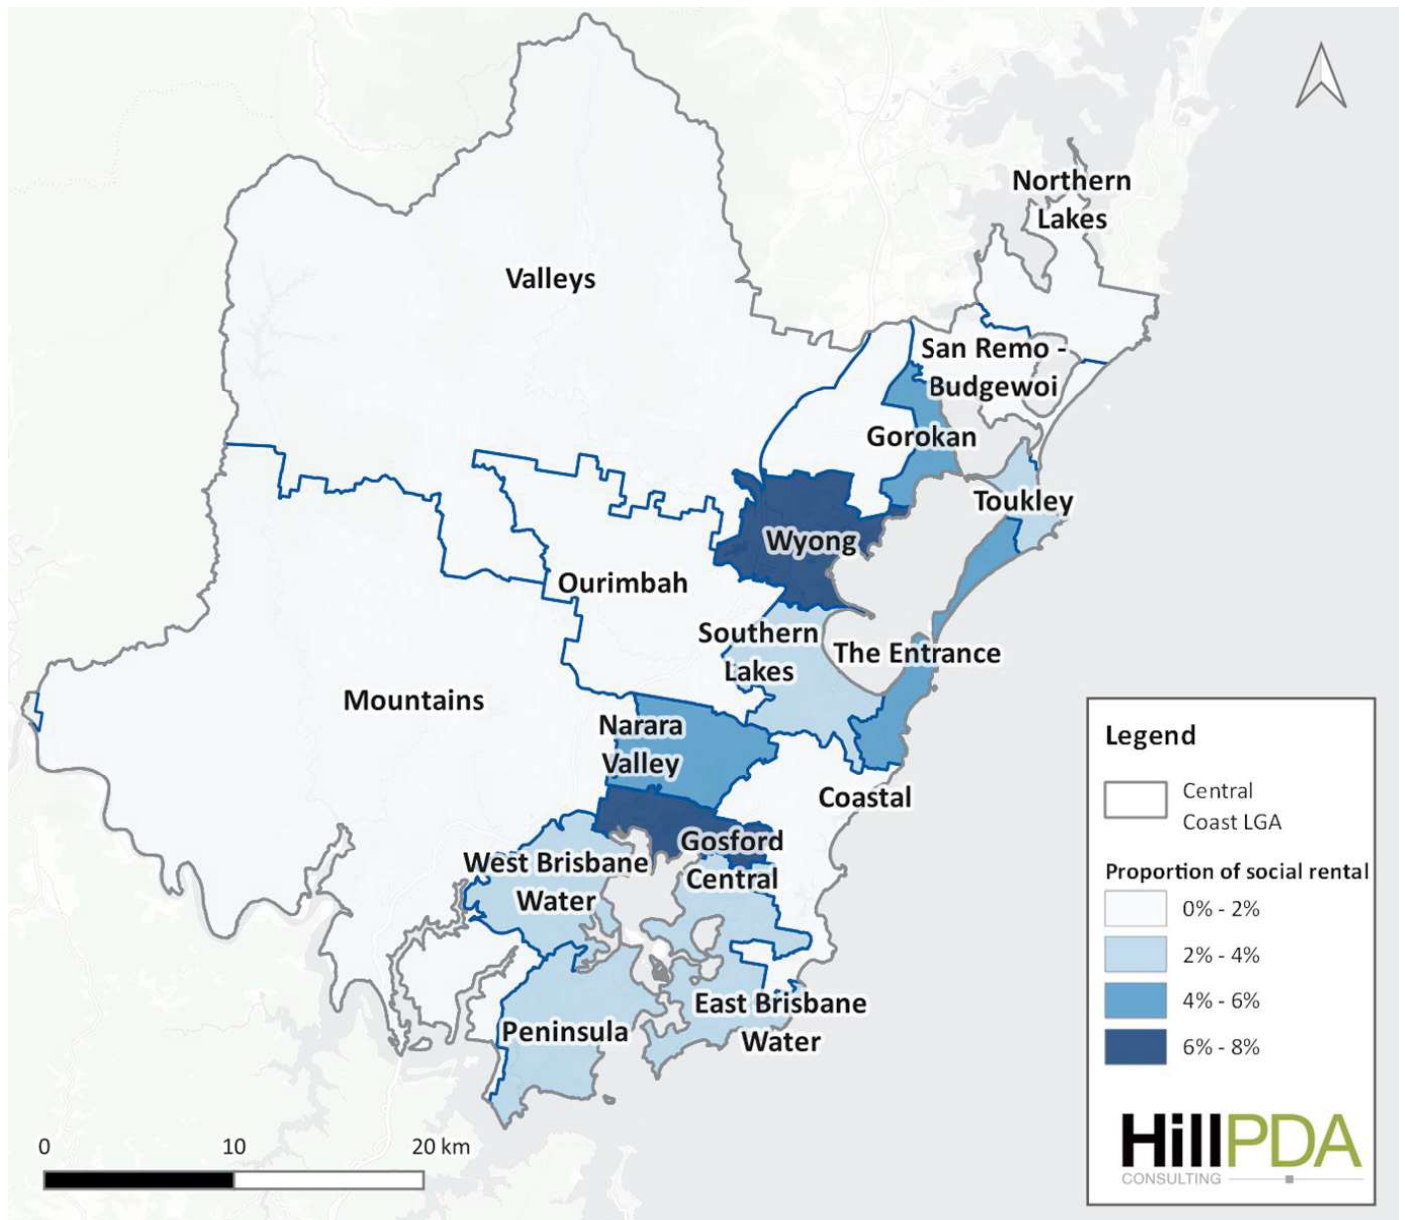 Northern
Lakes
Valleys
San Remo -
Budgewoi
Gorokan
Toukley
Wyong
Ourimbah
Southern
Lakes
The Entrance
Mountains
Narara
Valley
Coastal
Gosford
Central
West Brisbane
Water
East Brisbane
Water
Peninsula
0 10 20 km
Legend
Central
Coast LGA
Proportion of social rental
0% - 2%
2% - 4%
4% - 6%
6% - 8%
HillPDA
CONSULTING